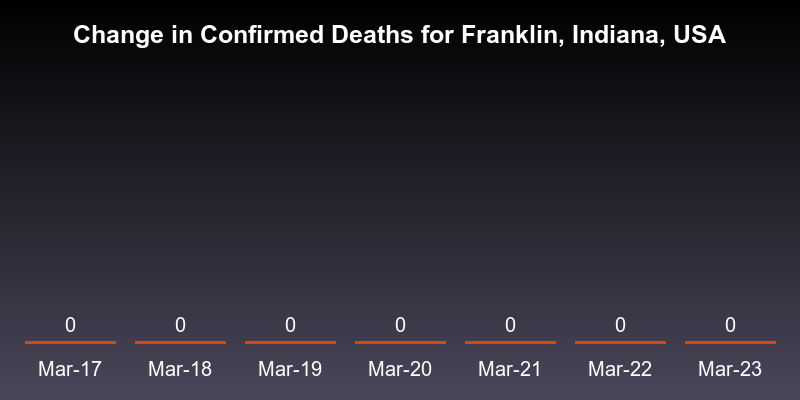 Change in Confirmed Deaths for Franklin, Indiana, USA
0 0 0 0 0 0 0
Mar-17 Mar-18 Mar-19 Mar-20 Mar-21 Mar-22 Mar-23